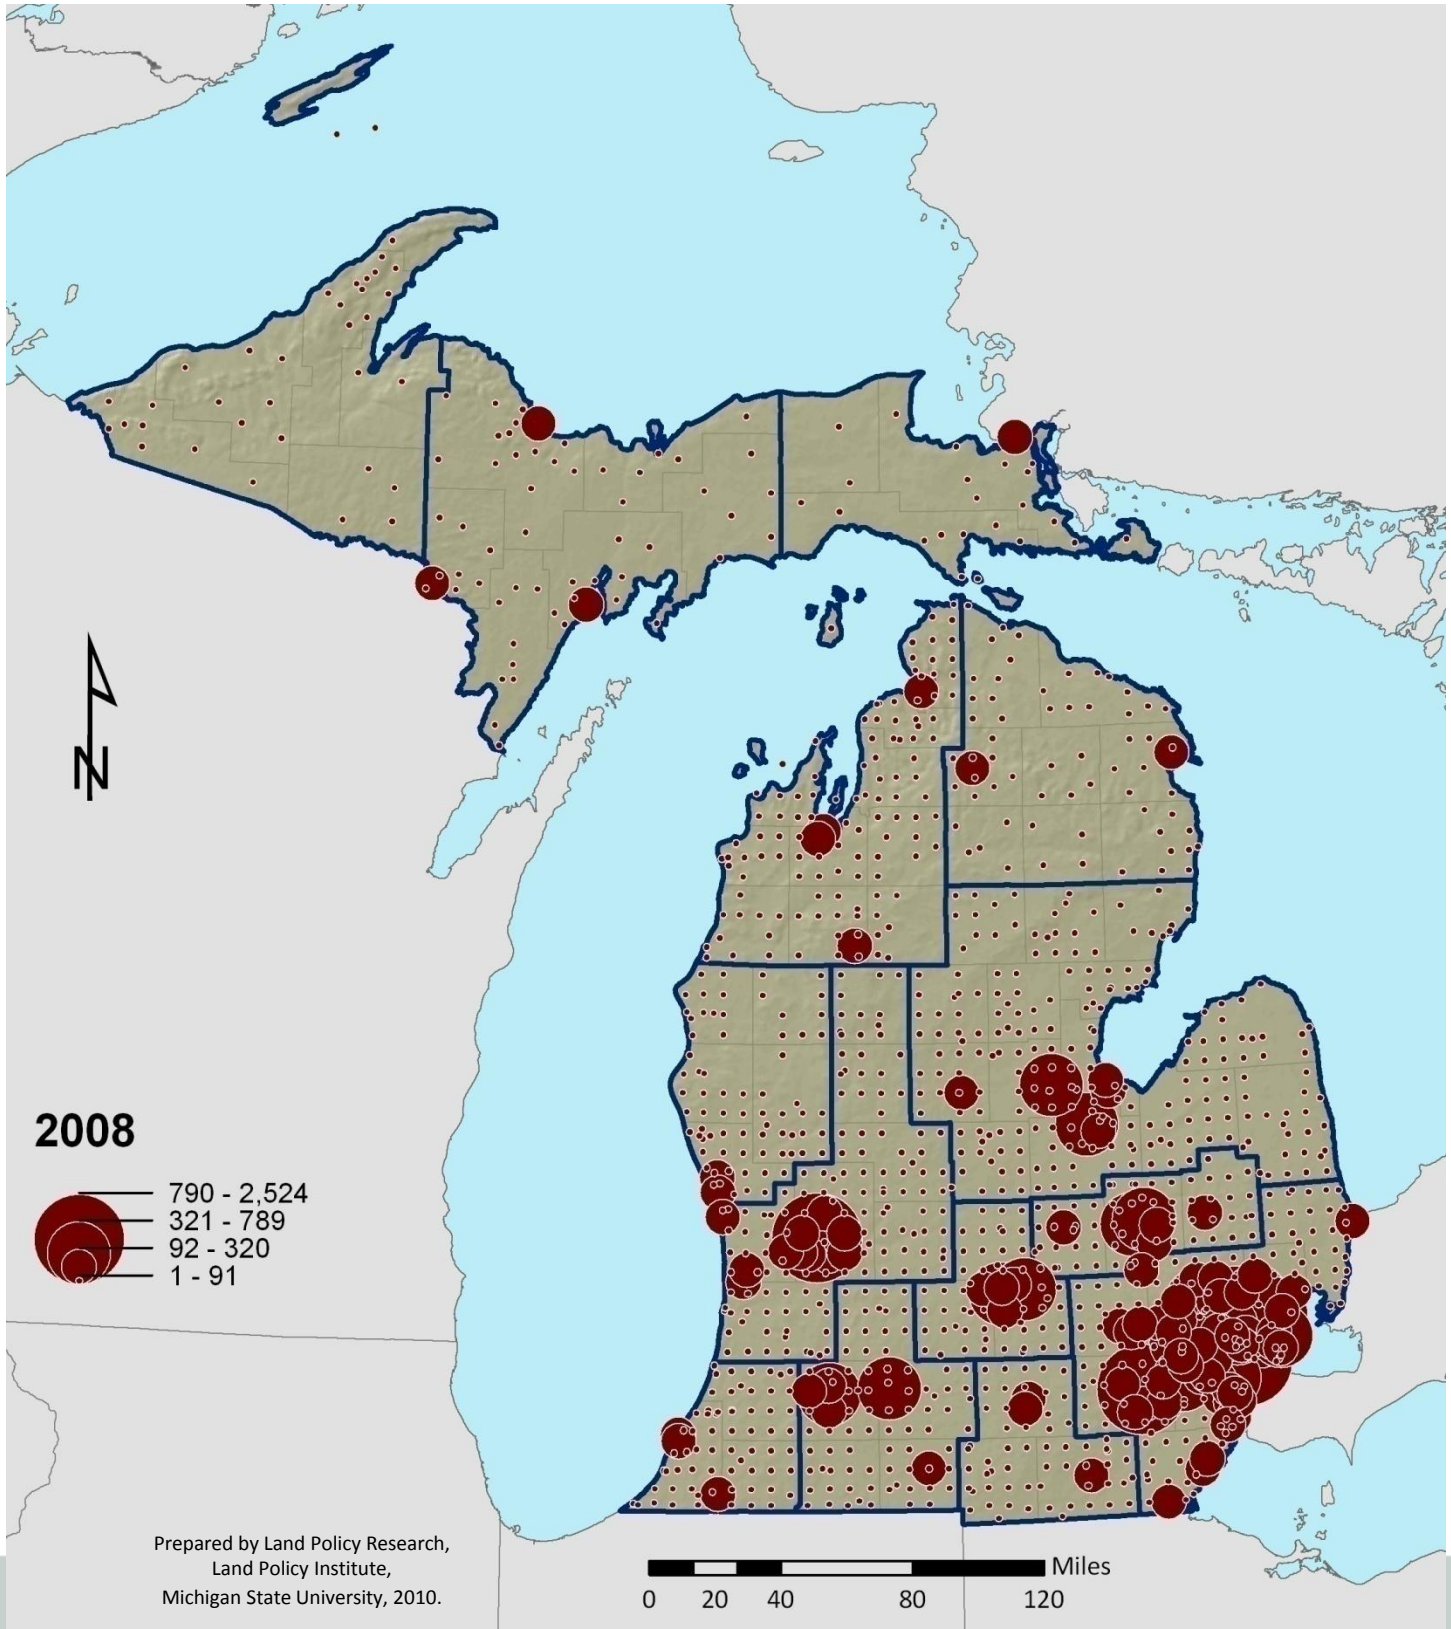 N
2008
790 - 2,524
321 - 789
92 - 320
1 - 91
Prepared by Land Policy Research,
Land Policy Institute,
Michigan State University, 2010.
Miles
0 20 40 80 120